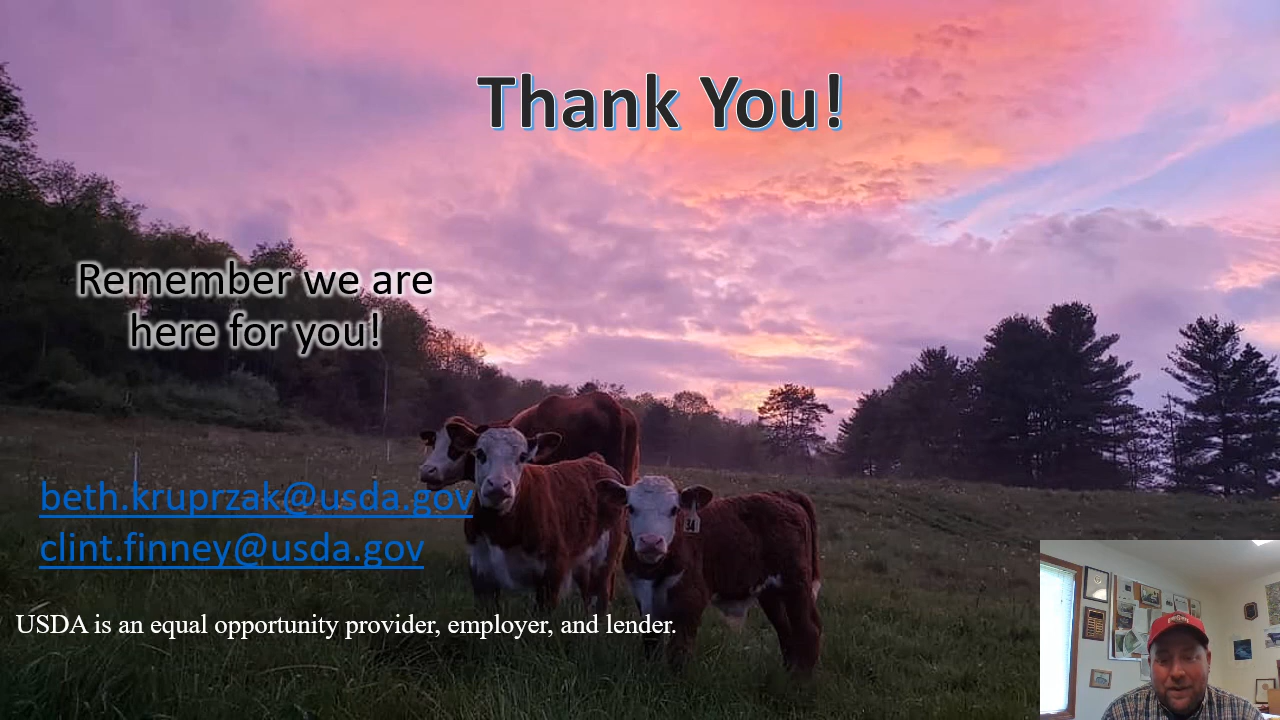 Thank You!
Remember we are
here for you!
beth.kruprzak@usda.gov
clint.finney@usda.gov
USDA is an equal opportunity provider, employer, and lender.
34